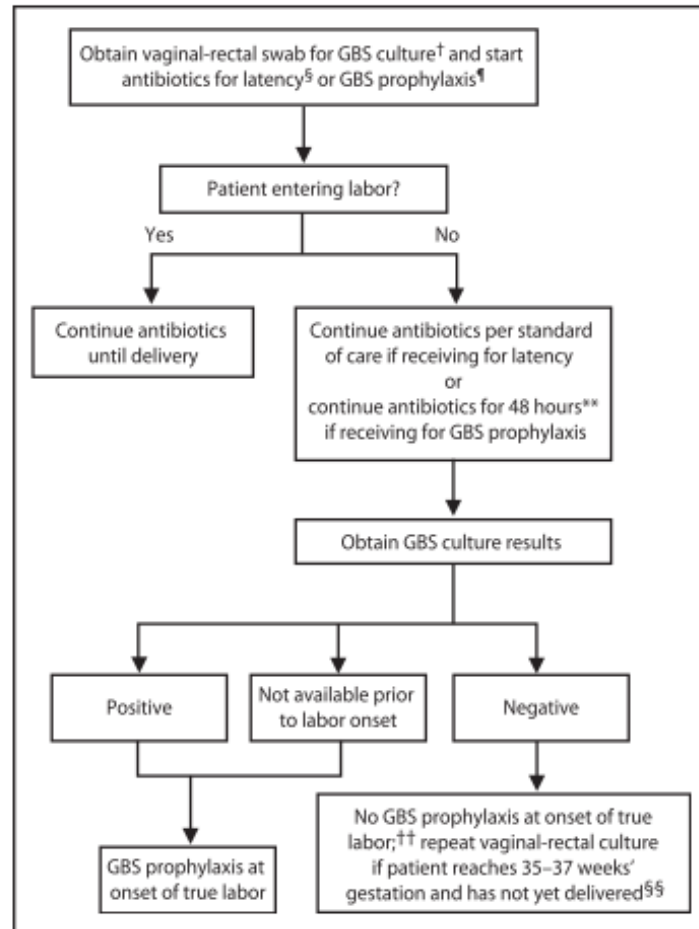 Obtain vaginal-rectal swab for GBS culture† and start
antibiotics for latency§ or GBS prophylaxis¶
Patient entering labor?
Yes
No
Continue antibiotics
until delivery
Continue antibiotics per standard
of care if receiving for latency
or
continue antibiotics for 48 hours**
if receiving for GBS prophylaxis
Obtain GBS culture results
Positive
Not available prior
to labor onset
Negative
GBS prophylaxis at
onset of true labor
No GBS prophylaxis at onset of true
labor;†† repeat vaginal-rectal culture
if patient reaches 35–37 weeks’
gestation and has not yet delivered§§